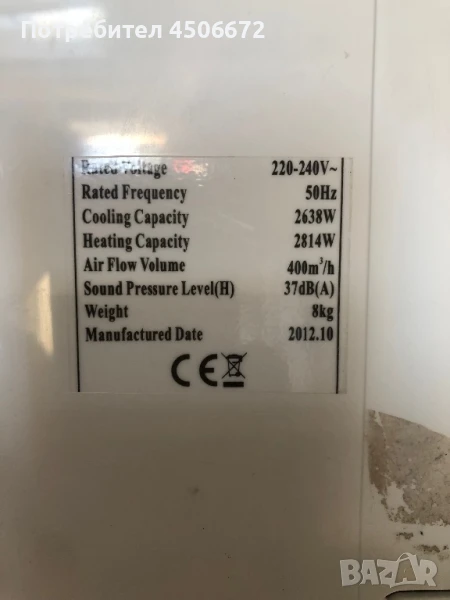 Потребител 4506672
Rated Voltage 220-240V~
Rated Frequency 50Hz
Cooling Capacity 2638W
Heating Capacity 2814W
Air Flow Volume 400m³/h
Sound Pressure Level(H) 37dB(A)
Weight 8kg
Manufactured Date 2012.10
CE
BAZAR